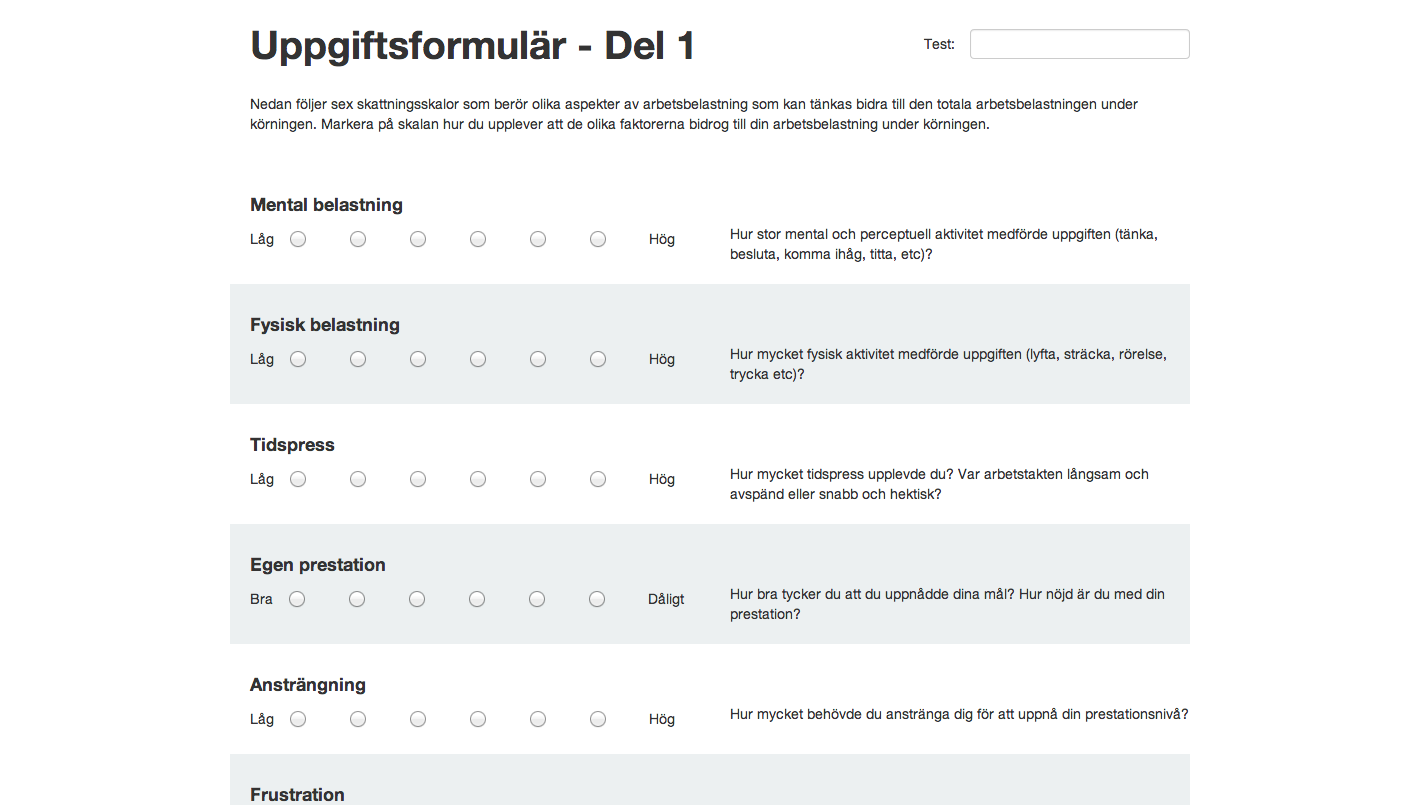 Uppgiftsformulär - Del 1
Test:
Nedan följer sex skattningsskalor som berör olika aspekter av arbetsbelastning som kan tänkas bidra till den totala arbetsbelastningen under
körningen. Markera på skalan hur du upplever att de olika faktorerna bidrog till din arbetsbelastning under körningen.
Mental belastning
Låg Hög
Hur stor mental och perceptuell aktivitet medförde uppgiften (tänka,
besluta, komma ihåg, titta, etc)?
Fysisk belastning
Låg Hög
Hur mycket fysisk aktivitet medförde uppgiften (lyfta, sträcka, rörelse,
trycka etc)?
Tidspress
Låg Hög
Hur mycket tidspress upplevde du? Var arbetstakten långsam och
avspänd eller snabb och hektisk?
Egen prestation
Bra Dåligt
Hur bra tycker du att du uppnådde dina mål? Hur nöjd är du med din
prestation?
Ansträngning
Låg Hög
Hur mycket behövde du anstränga dig för att uppnå din prestationsnivå?
Frustration